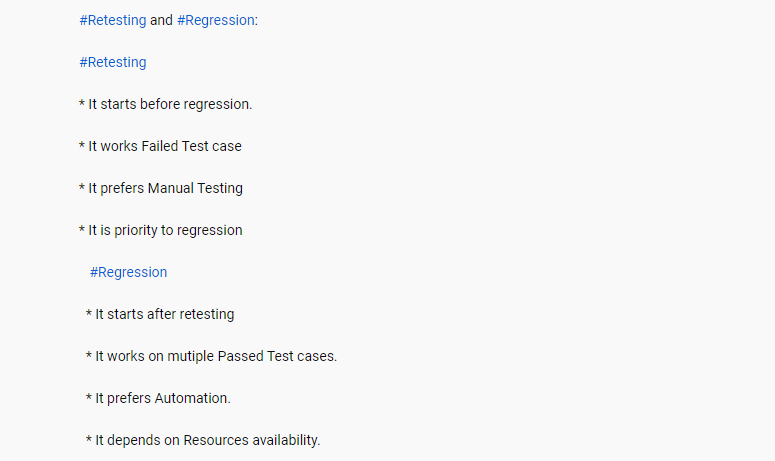 #Retesting and #Regression:
#Retesting
* It starts before regression.
* It works Failed Test case
* It prefers Manual Testing
* It is priority to regression
#Regression
* It starts after retesting
* It works on mutiple Passed Test cases.
* It prefers Automation.
* It depends on Resources availability.